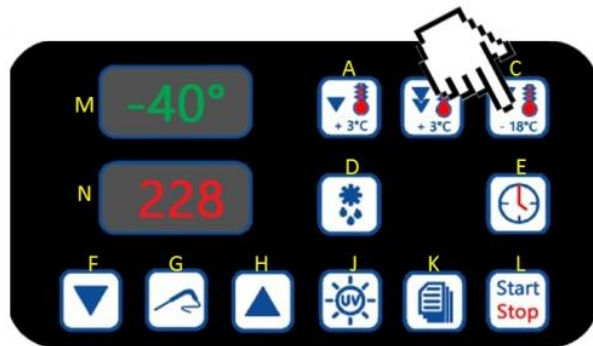 A C
M -40°
+ 3°C + 3°C - 18°C
D E
N 228
F G H J K L
UV Start
Stop